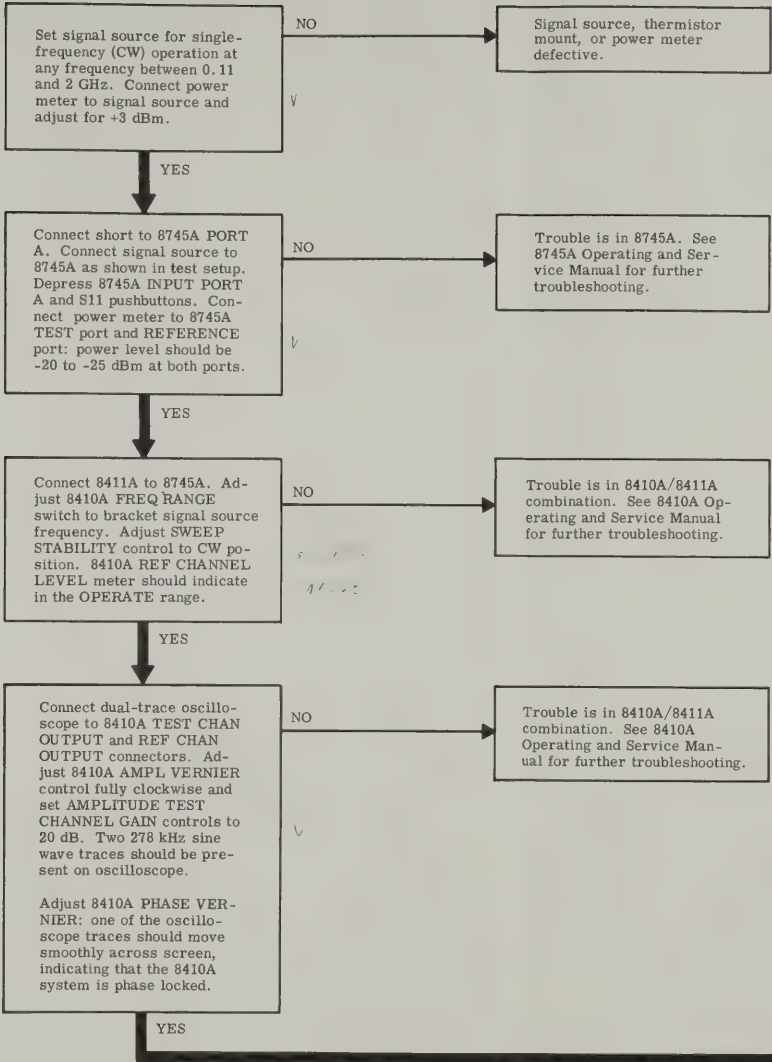 Set signal source for single-
frequency (CW) operation at
any frequency between 0.11
and 2 GHz. Connect power
meter to signal source and
adjust for +3 dBm.
NO
Signal source, thermistor
mount, or power meter
defective.
YES
Connect short to 8745A PORT
A. Connect signal source to
8745A as shown in test setup.
Depress 8745A INPUT PORT
A and S11 pushbuttons. Con-
nect power meter to 8745A
TEST port and REFERENCE
port: power level should be
-20 to -25 dBm at both ports.
NO
Trouble is in 8745A. See
8745A Operating and Ser-
vice Manual for further
troubleshooting.
YES
Connect 8411A to 8745A. Ad-
just 8410A FREQ RANGE
switch to bracket signal source
frequency. Adjust SWEEP
STABILITY control to CW po-
sition. 8410A REF CHANNEL
LEVEL meter should indicate
in the OPERATE range.
NO
Trouble is in 8410A/8411A
combination. See 8410A Op-
erating and Service Manual
for further troubleshooting.
YES
Connect dual-trace oscillo-
scope to 8410A TEST CHAN
OUTPUT and REF CHAN
OUTPUT connectors. Ad-
just 8410A AMPL VERNIER
control fully clockwise and
set AMPLITUDE TEST
CHANNEL GAIN controls to
20 dB. Two 278 kHz sine
wave traces should be pre-
sent on oscilloscope.
Adjust 8410A PHASE VER-
NIER: one of the oscillo-
scope traces should move
smoothly across screen,
indicating that the 8410A
system is phase locked.
NO
Trouble is in 8410A/8411A
combination. See 8410A
Operating and Service Man-
ual for further troubleshooting.
YES